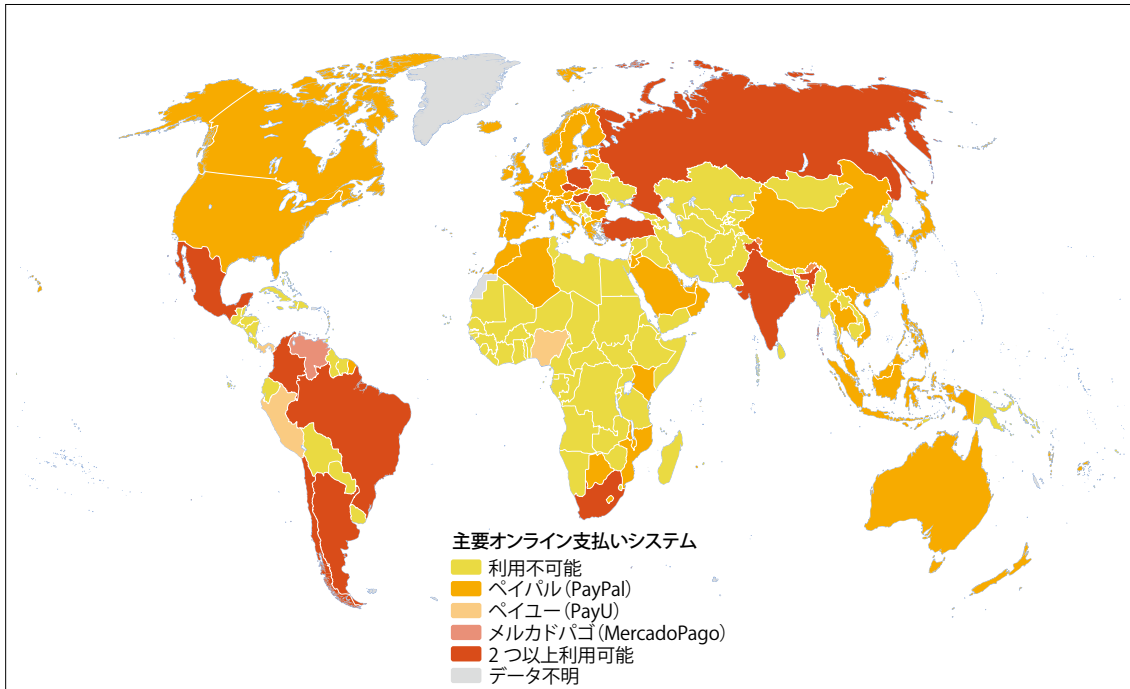 主要オンライン支払いシステム
利用不可能
ペイパル(PayPal)
ペイユー(PayU)
メルカドパゴ(MercadoPago)
2 つ以上利用可能
データ不明